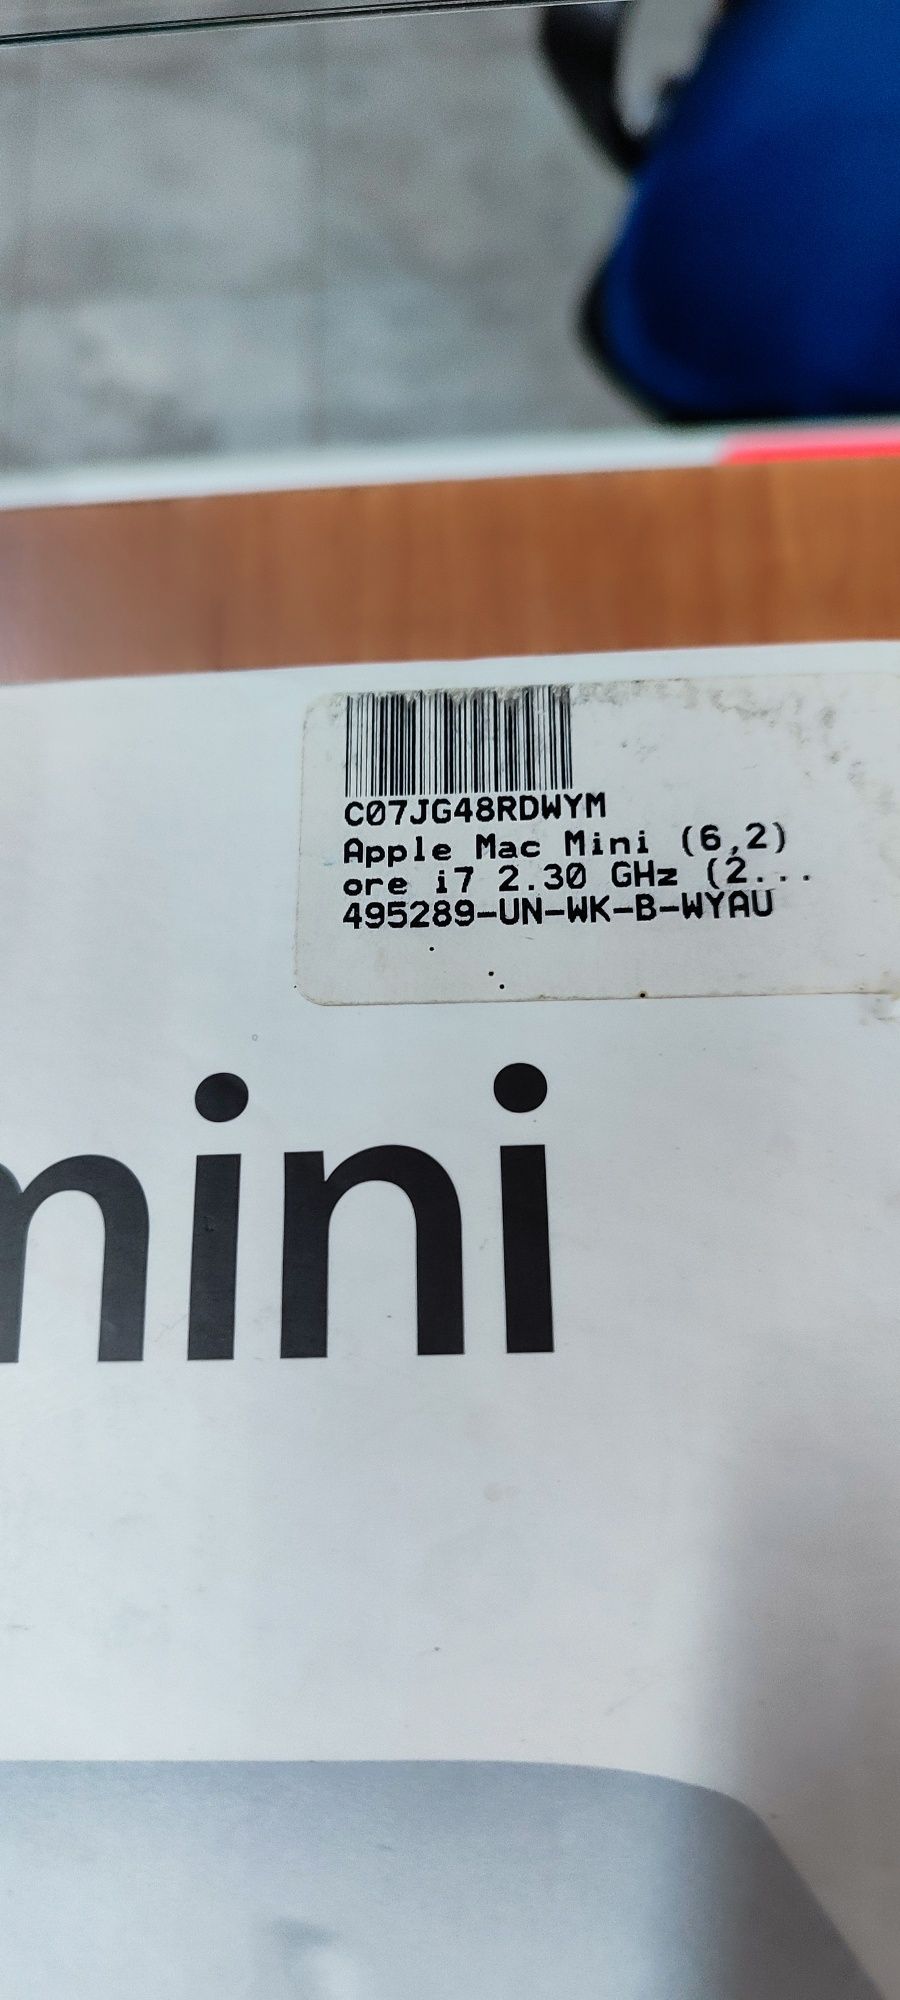 C07JG48RDWYM
Apple Mac Mini (6,2)
ore i7 2.30 GHz (2...
495289-UN-WK-B-WYAU
mini